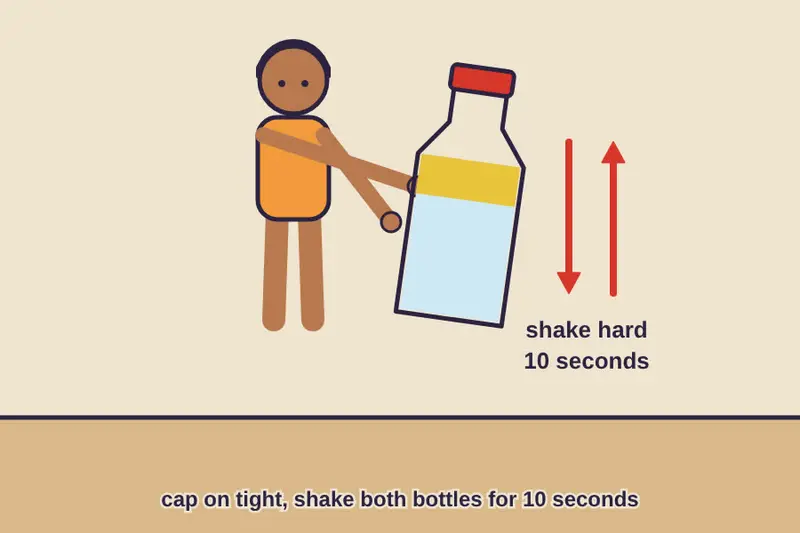 shake hard
10 seconds
cap on tight, shake both bottles for 10 seconds